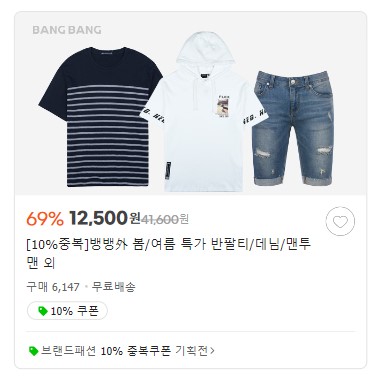 BANG BANG
69% 12,500원 41,600원
[10%중복]뱅뱅外 봄/여름 특가 반팔티/데님/맨투
맨 외
구매 6,147 · 무료배송
10% 쿠폰
브랜드패션 10% 중복쿠폰 기획전>